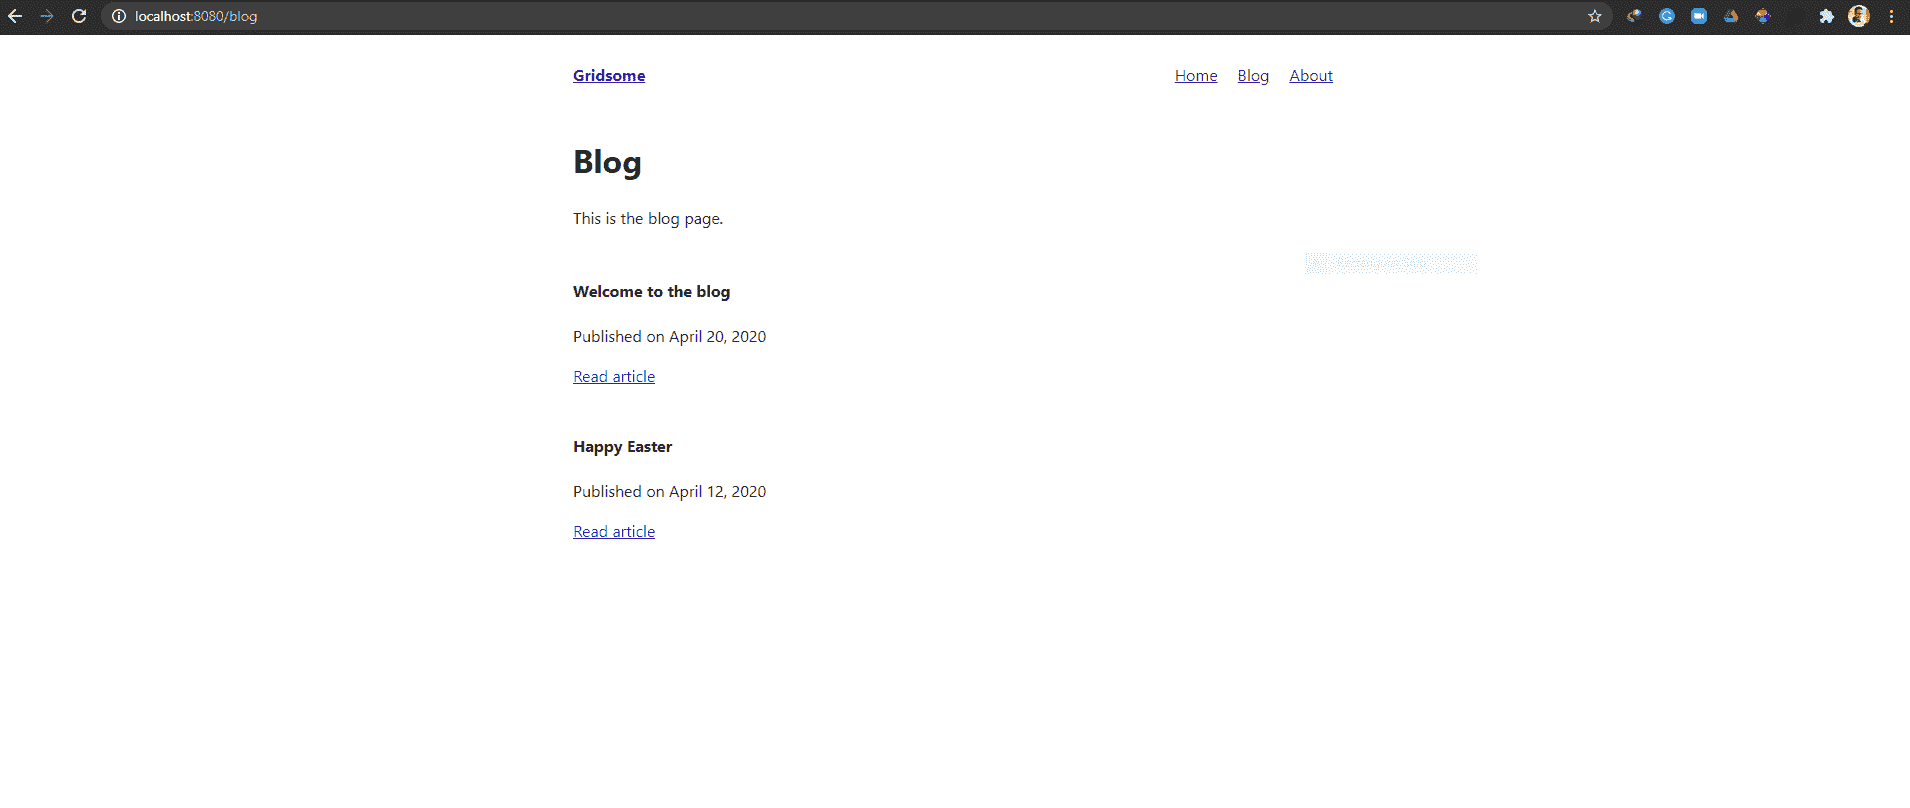 localhost:8080/blog
Gridsome Home Blog About
Blog
This is the blog page.
Welcome to the blog
Published on April 20, 2020
Read article
Happy Easter
Published on April 12, 2020
Read article